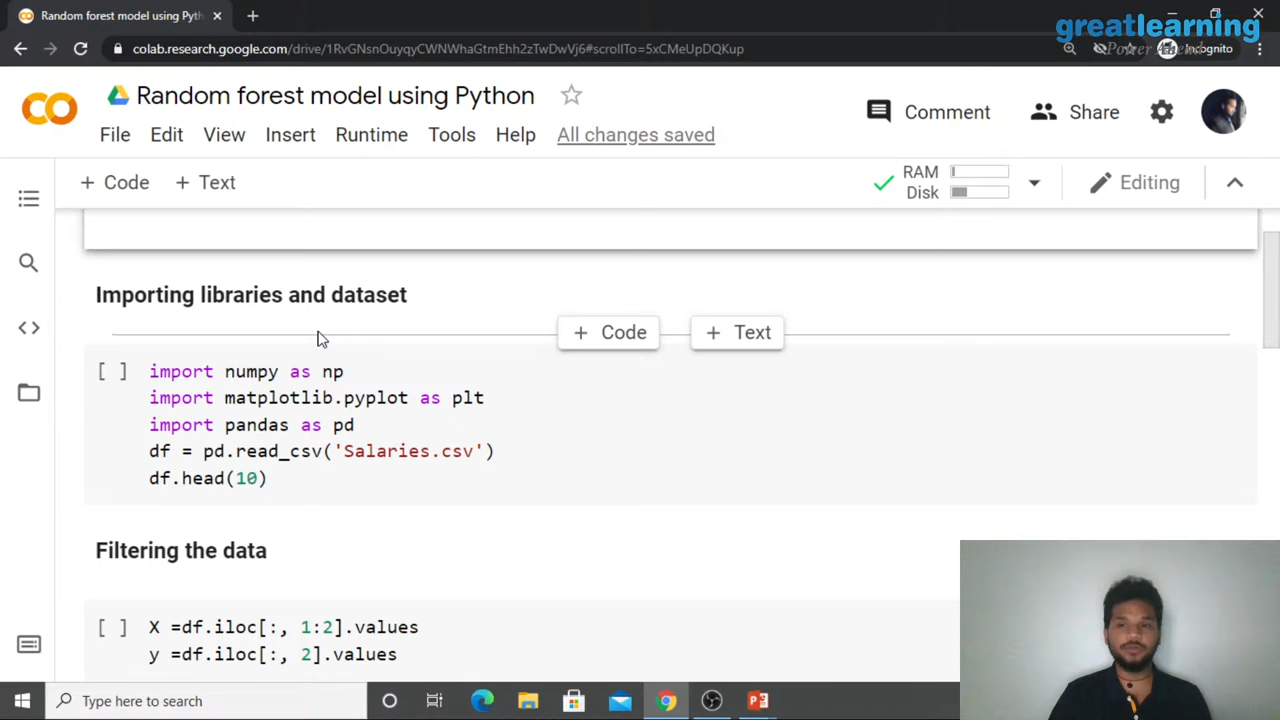 Random forest model using Pyth
greatlearning
Power Ahead
colab.research.google.com/drive/1RvGNsnOuyqyCWNWhaGtmEhh2zTwDwVj6#scrollTo=5xCMeUpDQKup
Incognito
Random forest model using Python
Comment
Share
File Edit View Insert Runtime Tools Help All changes saved
+ Code + Text
RAM
Disk
Editing
Importing libraries and dataset
+ Code + Text
[ ] import numpy as np
import matplotlib.pyplot as plt
import pandas as pd
df = pd.read_csv('Salaries.csv')
df.head(10)
Filtering the data
[ ] X =df.iloc[:, 1:2].values
y =df.iloc[:, 2].values
Type here to search